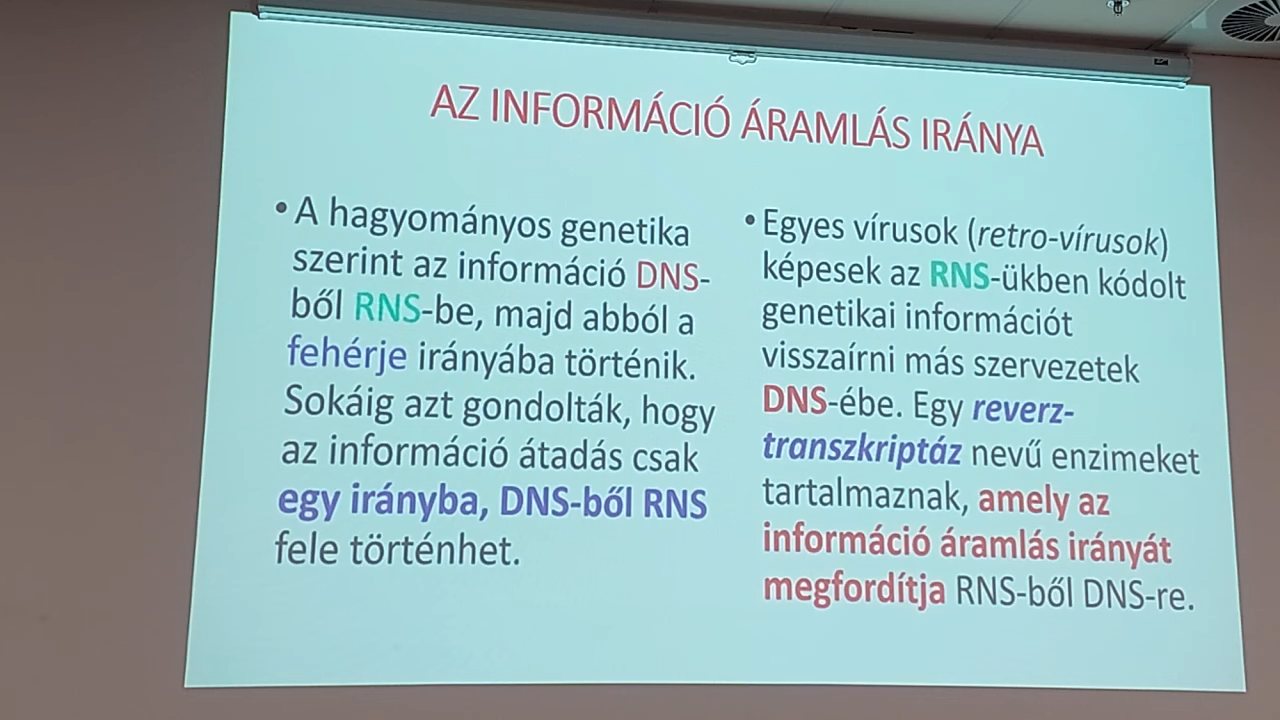 AZ INFORMÁCIÓ ÁRAMLÁS IRÁNYA
• A hagyományos genetika
szerint az információ DNS-
ből RNS-be, majd abból a
fehérje irányába történik.
Sokáig azt gondolták, hogy
az információ átadás csak
egy irányba, DNS-ből RNS
fele történhet.
• Egyes vírusok (retro-vírusok)
képesek az RNS-ükben kódolt
genetikai információt
visszaírni más szervezetek
DNS-ébe. Egy reverz-
transzkriptáz nevű enzimeket
tartalmaznak, amely az
információ áramlás irányát
megfordítja RNS-ből DNS-re.